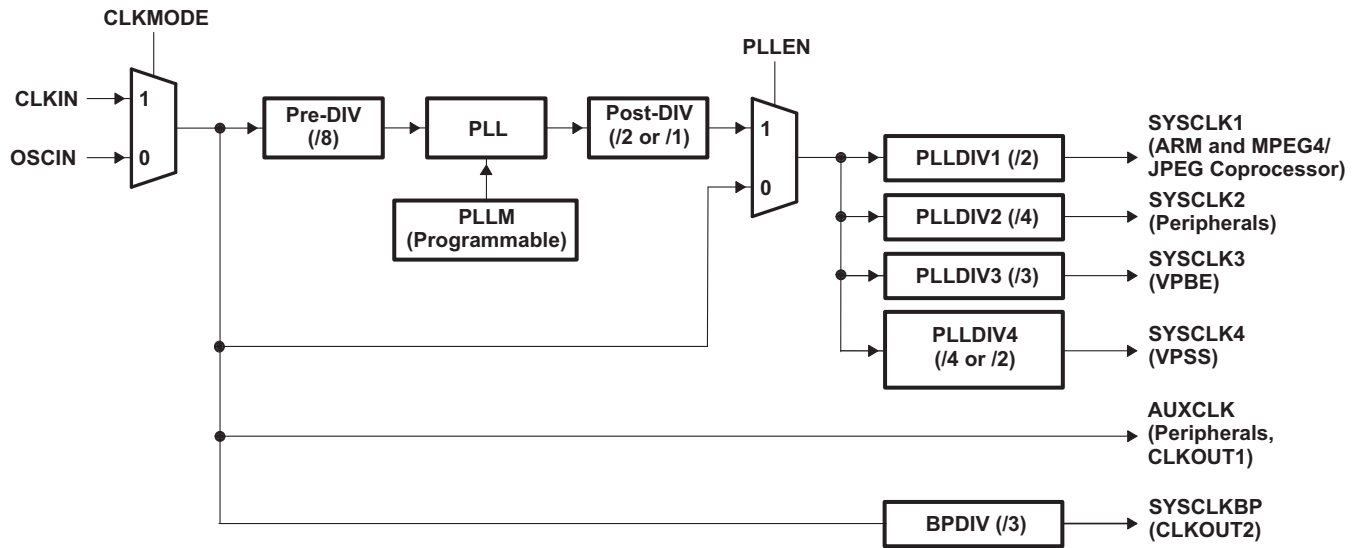 CLKMODE
CLKIN
1
OSCIN
0
Pre-DIV
(/8)
PLL
Post-DIV
(/2 or /1)
PLLM
(Programmable)
PLLEN
1
0
PLLDIV1 (/2)
SYSCLK1
(ARM and MPEG4/
JPEG Coprocessor)
PLLDIV2 (/4)
SYSCLK2
(Peripherals)
PLLDIV3 (/3)
SYSCLK3
(VPBE)
PLLDIV4
(/4 or /2)
SYSCLK4
(VPSS)
AUXCLK
(Peripherals,
CLKOUT1)
BPDIV (/3)
SYSCLKBP
(CLKOUT2)